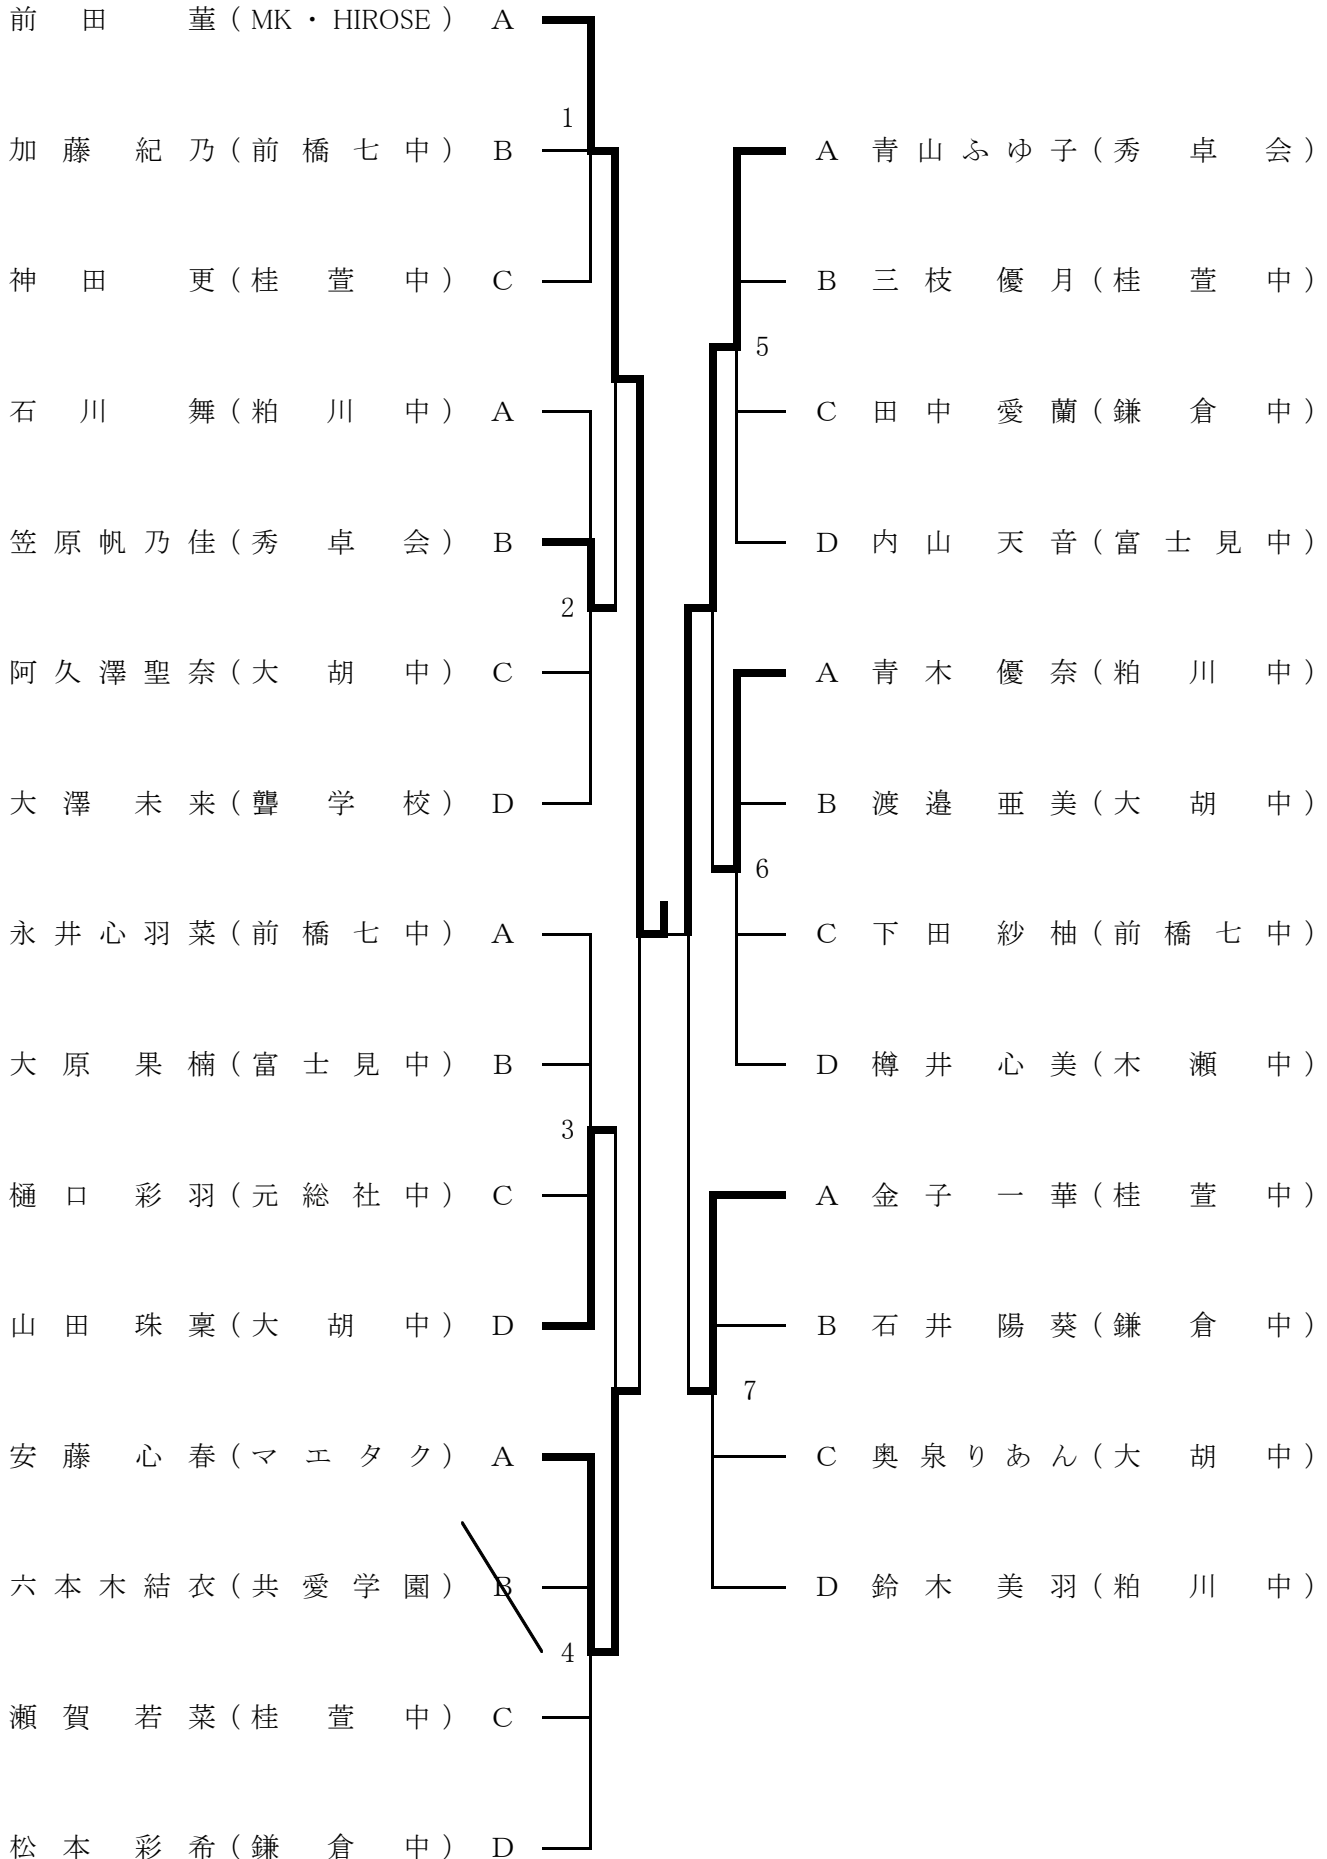 前田 菫(MK・HIROSE) A
1
加藤紀乃(前橋七中) B
神田 更(桂萱中) C
石川 舞(粕川中) A
笠原帆乃佳(秀卓会) B
2
阿久澤聖奈(大胡中) C
大澤未来(聾学校) D
永井心羽菜(前橋七中) A
大原果楠(富士見中) B
3
樋口彩羽(元総社中) C
山田珠稟(大胡中) D
安藤心春(マエタク) A
六本木結衣(共愛学園) B
4
瀬賀若菜(桂萱中) C
松本彩希(鎌倉中) D
A 青山ふゆ子(秀卓会)
B 三枝優月(桂萱中)
5
C 田中愛蘭(鎌倉中)
D 内山天音(富士見中)
A 青木優奈(粕川中)
B 渡邉亜美(大胡中)
6
C 下田紗柚(前橋七中)
D 樽井心美(木瀬中)
A 金子一華(桂萱中)
B 石井陽葵(鎌倉中)
7
C 奥泉りあん(大胡中)
D 鈴木美羽(粕川中)